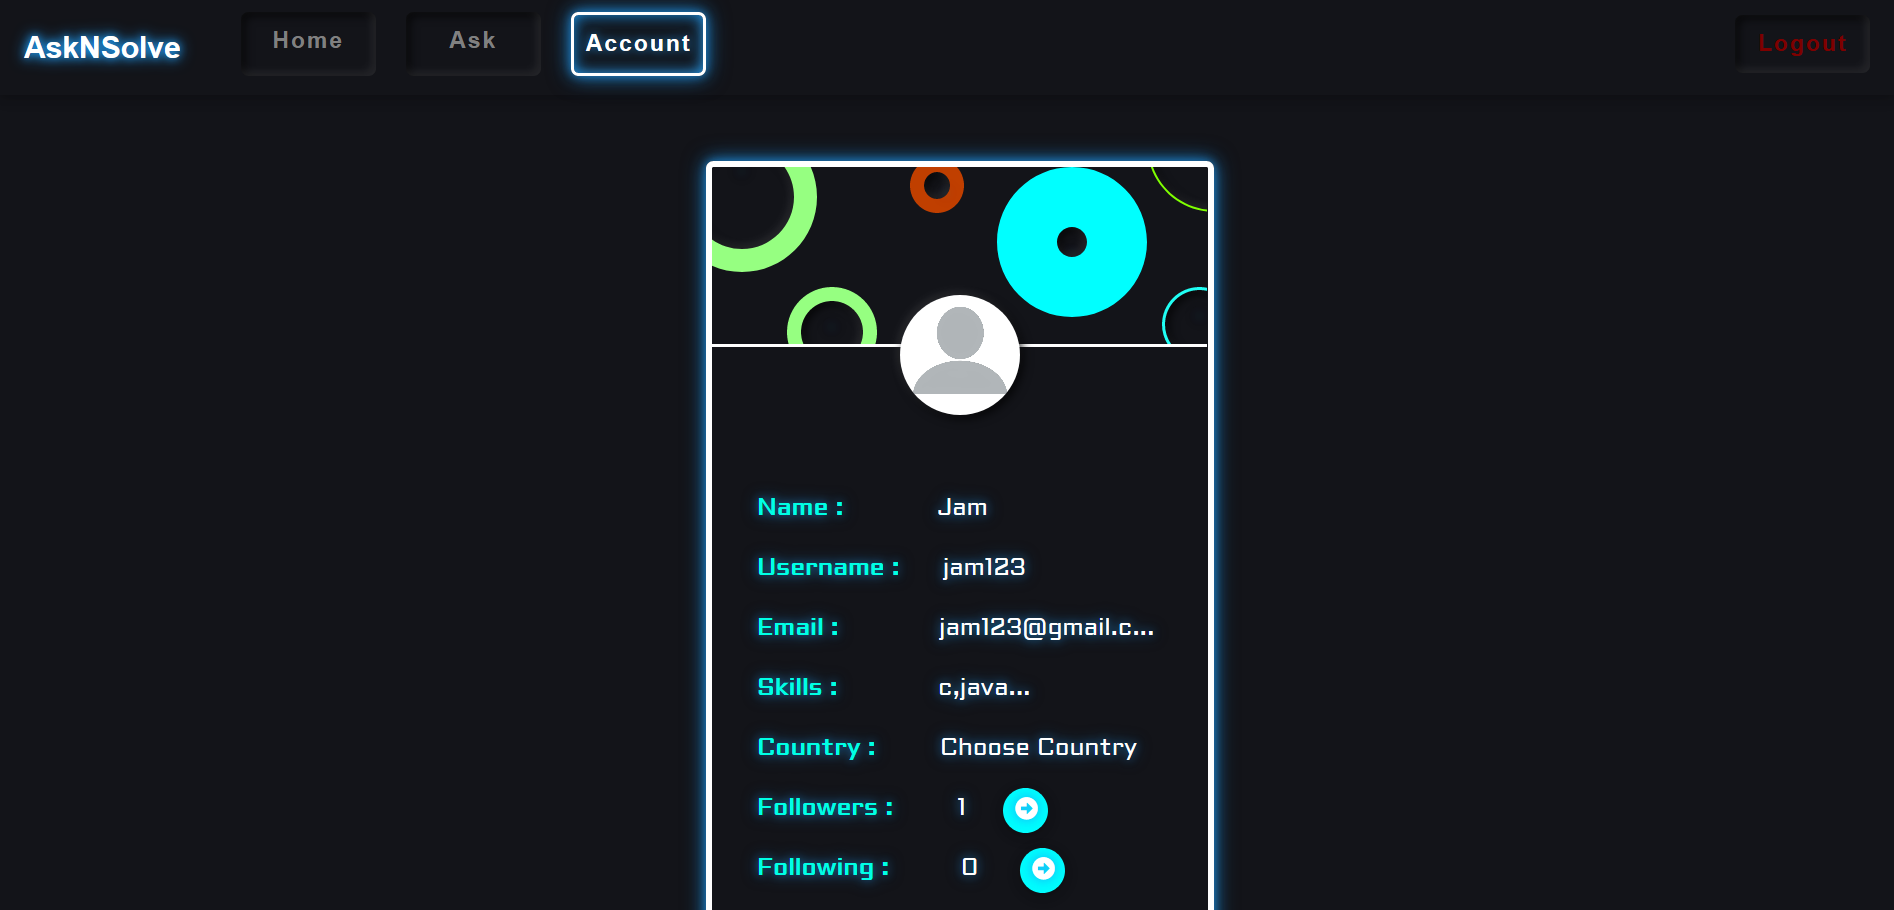 AskNSolve Home Ask Account Logout
Name : Jam
Username : jam123
Email : jam123@gmail.c...
Skills : c,java...
Country : Choose Country
Followers : 1
Following : 0